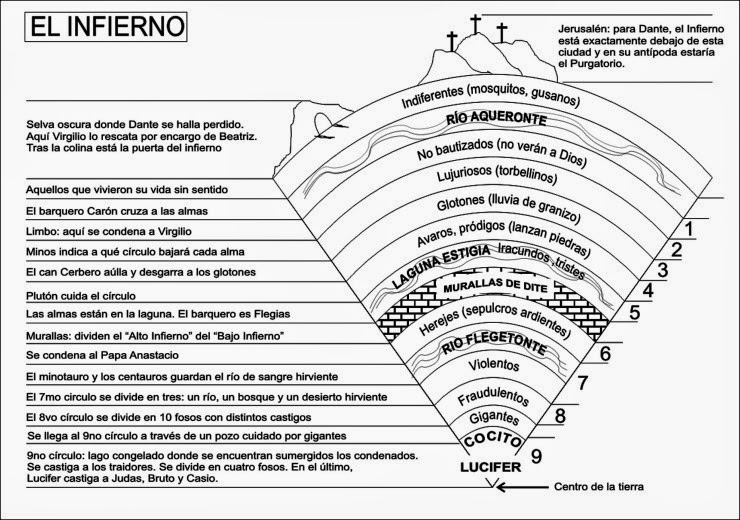 EL INFIERNO
Jerusalén: para Dante, el Infierno
está exactamente debajo de esta
ciudad y en su antípoda estaría
el Purgatorio.
Selva oscura donde Dante se halla perdido.
Aquí Virgilio lo rescata por encargo de Beatriz.
Tras la colina está la puerta del infierno
Aquellos que vivieron su vida sin sentido
El barquero Carón cruza a las almas
Limbo: aquí se condena a Virgilio
Minos indica a qué círculo bajará cada alma
El can Cerbero aúlla y desgarra a los glotones
Plutón cuida el círculo
Las almas están en la laguna. El barquero es Flegias
Murallas: dividen el “Alto Infierno” del “Bajo Infierno”
Se condena al Papa Anastacio
El minotauro y los centauros guardan el río de sangre hirviente
El 7mo circulo se divide en tres: un río, un bosque y un desierto hirviente
El 8vo círculo se divide en 10 fosos con distintos castigos
Se llega al 9no círculo a través de un pozo cuidado por gigantes
9no círculo: lago congelado donde se encuentran sumergidos los condenados.
Se castiga a los traidores. Se divide en cuatro fosos. En el último,
Lucifer castiga a Judas, Bruto y Casio.
Indiferentes (mosquitos, gusanos)
RÍO AQUERONTE
No bautizados (no verán a Dios)
Lujuriosos (torbellinos)
Glotones (lluvia de granizo)
Avaros, pródigos (lanzan piedras)
LAGUNA ESTIGIA Iracundos ,tristes
MURALLAS DE DITE
Herejes (sepulcros ardientes)
RIO FLEGETONTE
Violentos
Fraudulentos
Gigantes
COCITO
LUCIFER
1
2
3
4
5
6
7
8
9
Centro de la tierra